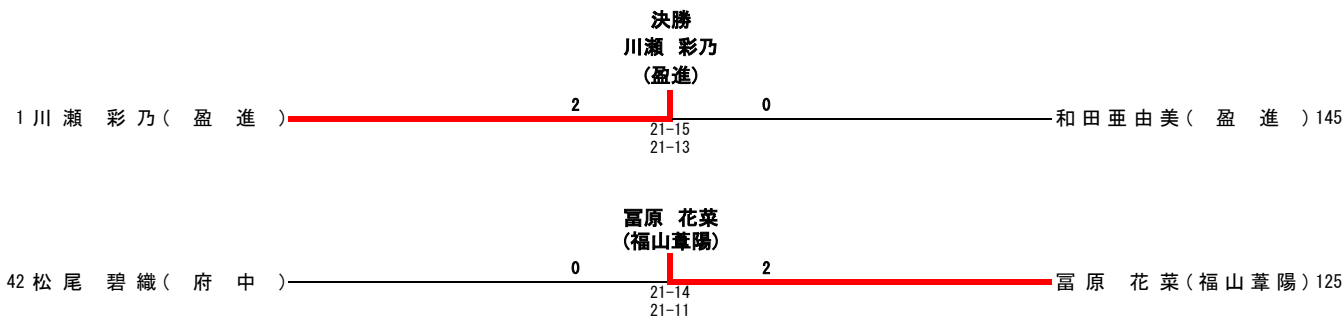 決勝
川瀬 彩乃
(盈進)
2 0
1 川 瀬 彩 乃 ( 盈 進 ) 和 田 亜 由 美 ( 盈 進 ) 145
21-15
21-13
冨原 花菜
(福山葦陽)
0 2
42 松 尾 碧 織 ( 府 中 ) 冨 原 花 菜 ( 福 山 葦 陽 ) 125
21-14
21-11